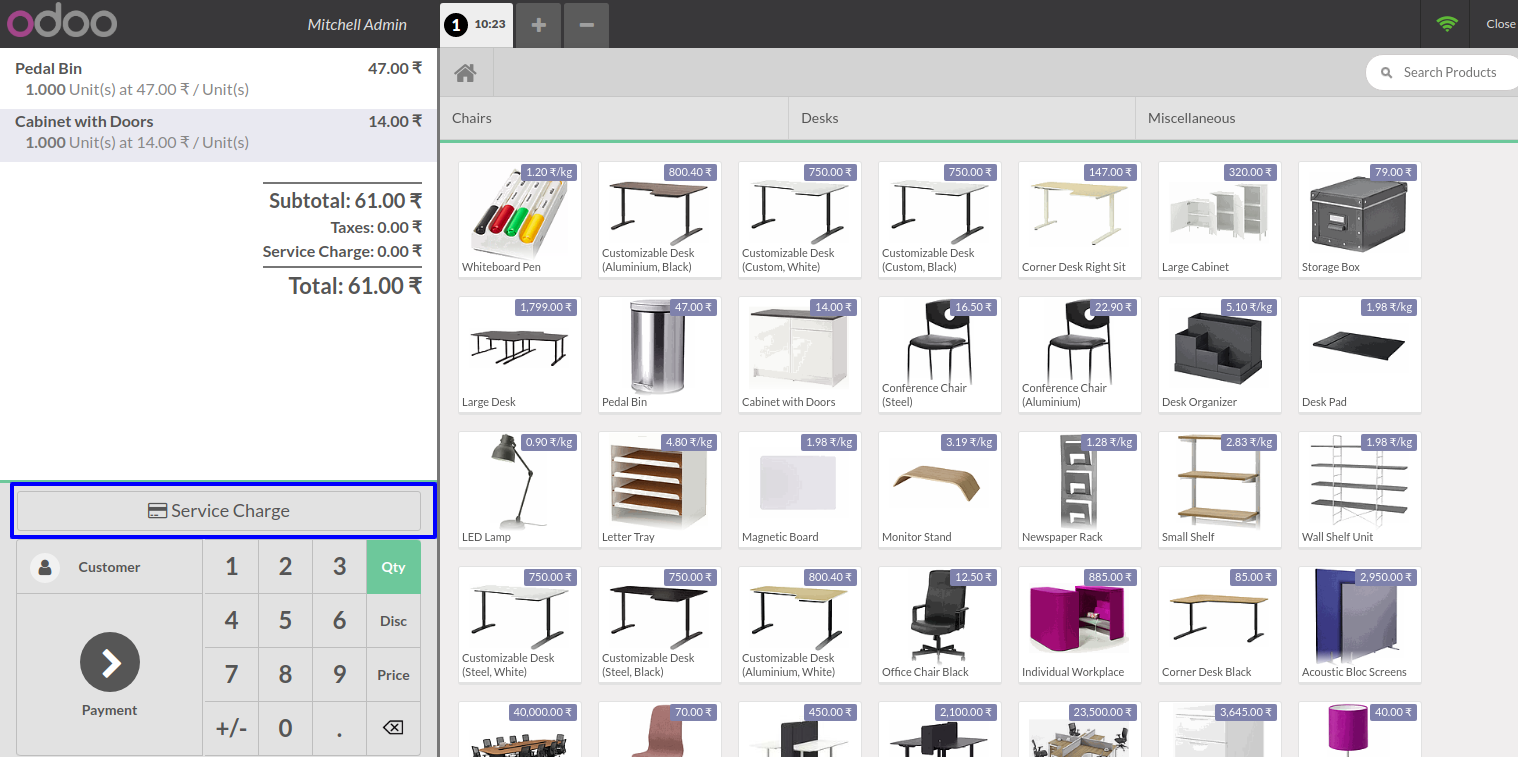 odoo
Mitchell Admin
1 10:23
+
−
Close
Pedal Bin 47.00 ₹
1.000 Unit(s) at 47.00 ₹ / Unit(s)
Cabinet with Doors 14.00 ₹
1.000 Unit(s) at 14.00 ₹ / Unit(s)
Subtotal: 61.00 ₹
Taxes: 0.00 ₹
Service Charge: 0.00 ₹
Total: 61.00 ₹
Service Charge
Customer
1 2 3 Qty
4 5 6 Disc
7 8 9 Price
+/- 0 .
Payment
Search Products
Chairs Desks Miscellaneous
1.20 ₹/kg
Whiteboard Pen
800.40 ₹
Customizable Desk
(Aluminium, Black)
750.00 ₹
Customizable Desk
(Custom, White)
750.00 ₹
Customizable Desk
(Custom, Black)
147.00 ₹
Corner Desk Right Sit
320.00 ₹
Large Cabinet
79.00 ₹
Storage Box
1,799.00 ₹
Large Desk
47.00 ₹
Pedal Bin
14.00 ₹
Cabinet with Doors
16.50 ₹
Conference Chair
(Steel)
22.90 ₹
Conference Chair
(Aluminium)
5.10 ₹/kg
Desk Organizer
1.98 ₹/kg
Desk Pad
0.90 ₹/kg
LED Lamp
4.80 ₹/kg
Letter Tray
1.98 ₹/kg
Magnetic Board
3.19 ₹/kg
Monitor Stand
1.28 ₹/kg
Newspaper Rack
2.83 ₹/kg
Small Shelf
1.98 ₹/kg
Wall Shelf Unit
750.00 ₹
Customizable Desk
(Steel, White)
750.00 ₹
Customizable Desk
(Steel, Black)
800.40 ₹
Customizable Desk
(Aluminium, White)
12.50 ₹
Office Chair Black
885.00 ₹
Individual Workplace
85.00 ₹
Corner Desk Black
2,950.00 ₹
Acoustic Bloc Screens
40,000.00 ₹
70.00 ₹
450.00 ₹
2,100.00 ₹
23,500.00 ₹
3,645.00 ₹
40.00 ₹